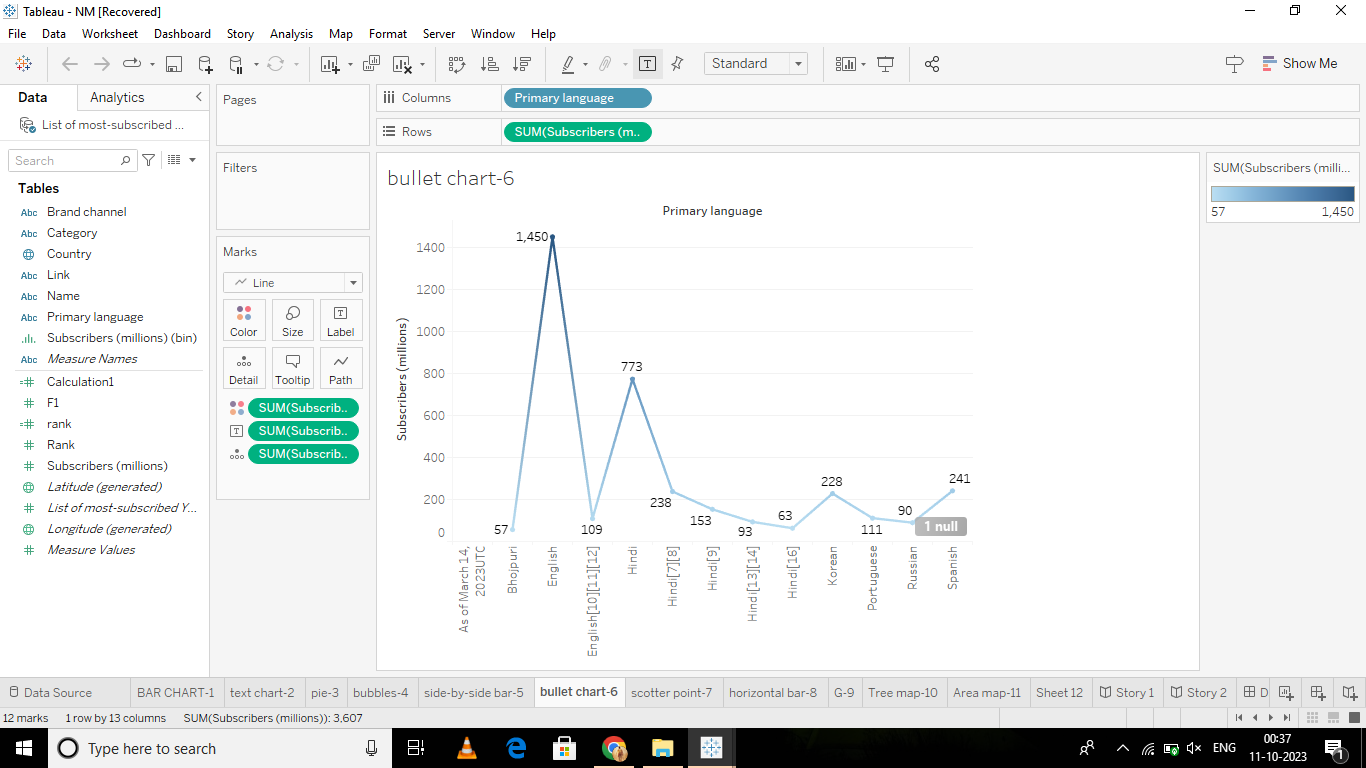 Tableau - NM [Recovered]
File Data Worksheet Dashboard Story Analysis Map Format Server Window Help
Standard
Show Me
Data Analytics
List of most-subscribed ...
Search
Tables
Abc Brand channel
Abc Category
Country
Abc Link
Abc Name
Abc Primary language
Subscribers (millions) (bin)
Abc Measure Names
=# Calculation1
# F1
=# rank
# Rank
# Subscribers (millions)
Latitude (generated)
# List of most-subscribed Y...
Longitude (generated)
# Measure Values
Pages
Filters
Marks
Line
Color Size Label
Detail Tooltip Path
SUM(Subscrib..
SUM(Subscrib..
SUM(Subscrib..
Columns Primary language
Rows SUM(Subscribers (m..
bullet chart-6
Primary language
Subscribers (millions)
1400
1200
1000
800
600
400
200
0
57
1,450
109
773
238
153
93
63
228
111
90
241
1 null
As of March 14,
2023UTC
Bhojpuri
English
English[10][11][12]
Hindi
Hindi[7][8]
Hindi[9]
Hindi[13][14]
Hindi[16]
Korean
Portuguese
Russian
Spanish
SUM(Subscribers (milli...
57 1,450
Data Source BAR CHART-1 text chart-2 pie-3 bubbles-4 side-by-side bar-5 bullet chart-6 scotter point-7 horizontal bar-8 G-9 Tree map-10 Area map-11 Sheet 12 Story 1 Story 2 D
12 marks 1 row by 13 columns SUM(Subscribers (millions)): 3,607
Type here to search
ENG
00:37
11-10-2023
1